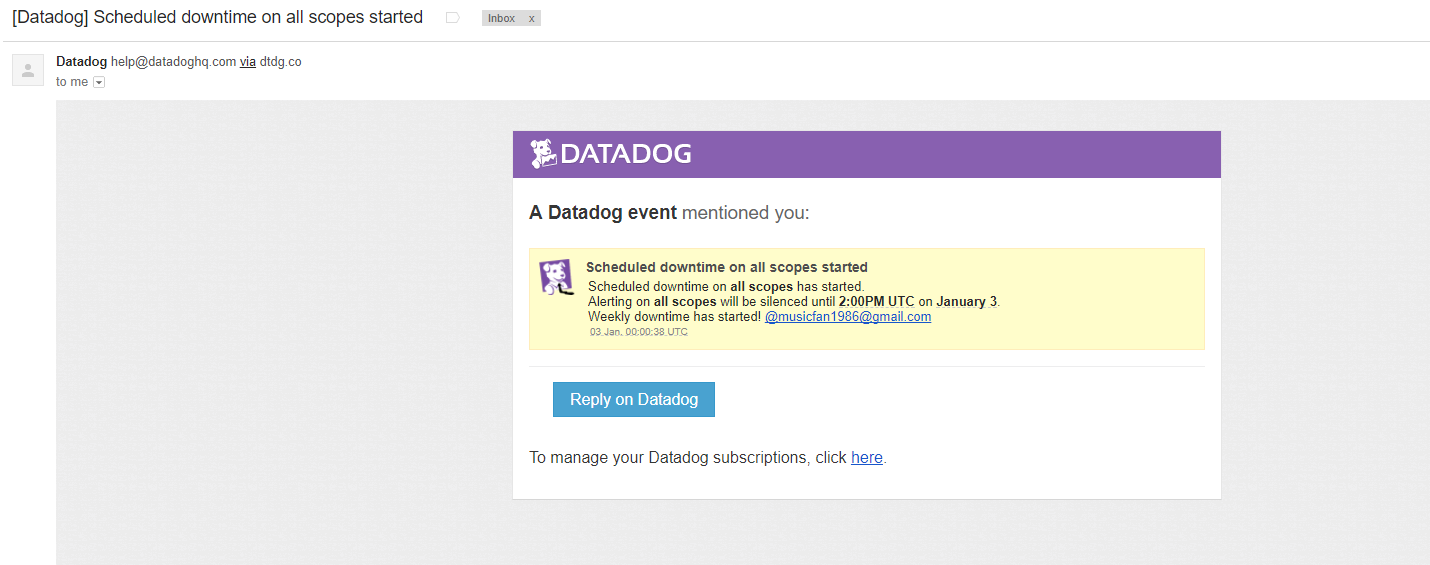 [Datadog] Scheduled downtime on all scopes started
Inbox x
Datadog help@datadoghq.com via dtdg.co
to me
DATADOG
A Datadog event mentioned you:
Scheduled downtime on all scopes started
Scheduled downtime on all scopes has started.
Alerting on all scopes will be silenced until 2:00PM UTC on January 3.
Weekly downtime has started! @musicfan1986@gmail.com
03 Jan, 00:00:38 UTC
Reply on Datadog
To manage your Datadog subscriptions, click here.